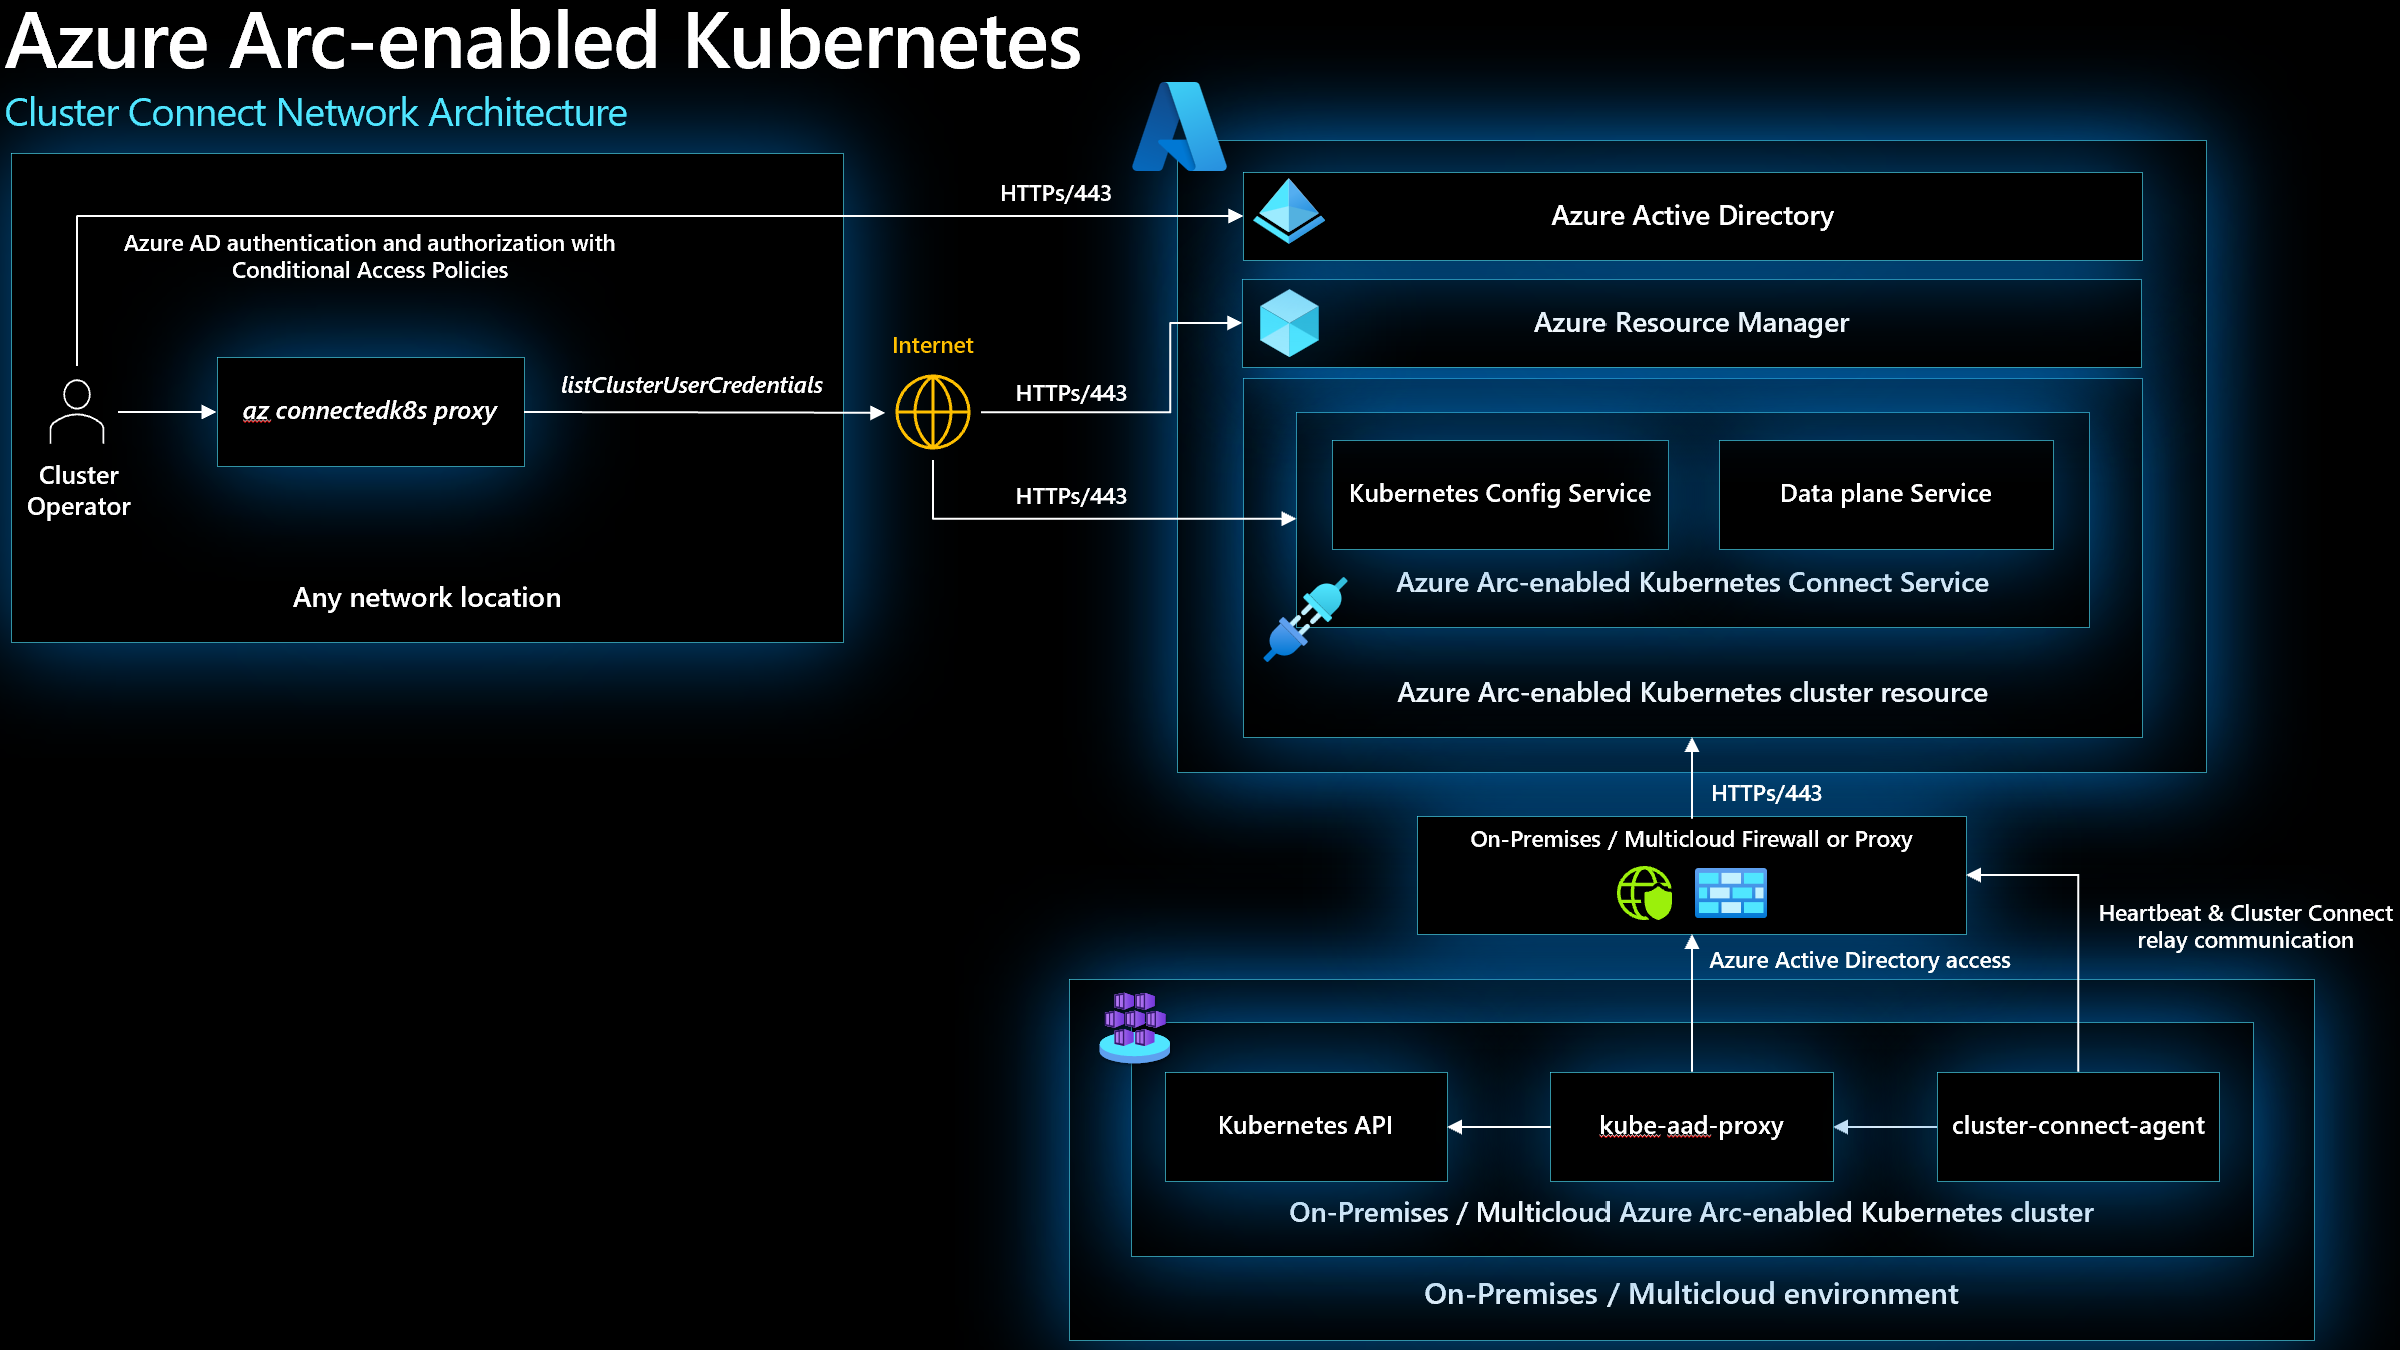 Azure Arc-enabled Kubernetes
Cluster Connect Network Architecture
HTTPs/443
Azure AD authentication and authorization with
Conditional Access Policies
Azure Active Directory
Azure Resource Manager
Internet
listClusterUserCredentials
HTTPs/443
az connectedk8s proxy
Cluster
Operator
HTTPs/443
Any network location
Kubernetes Config Service
Data plane Service
Azure Arc-enabled Kubernetes Connect Service
Azure Arc-enabled Kubernetes cluster resource
HTTPs/443
On-Premises / Multicloud Firewall or Proxy
Heartbeat & Cluster Connect
relay communication
Azure Active Directory access
Kubernetes API
kube-aad-proxy
cluster-connect-agent
On-Premises / Multicloud Azure Arc-enabled Kubernetes cluster
On-Premises / Multicloud environment